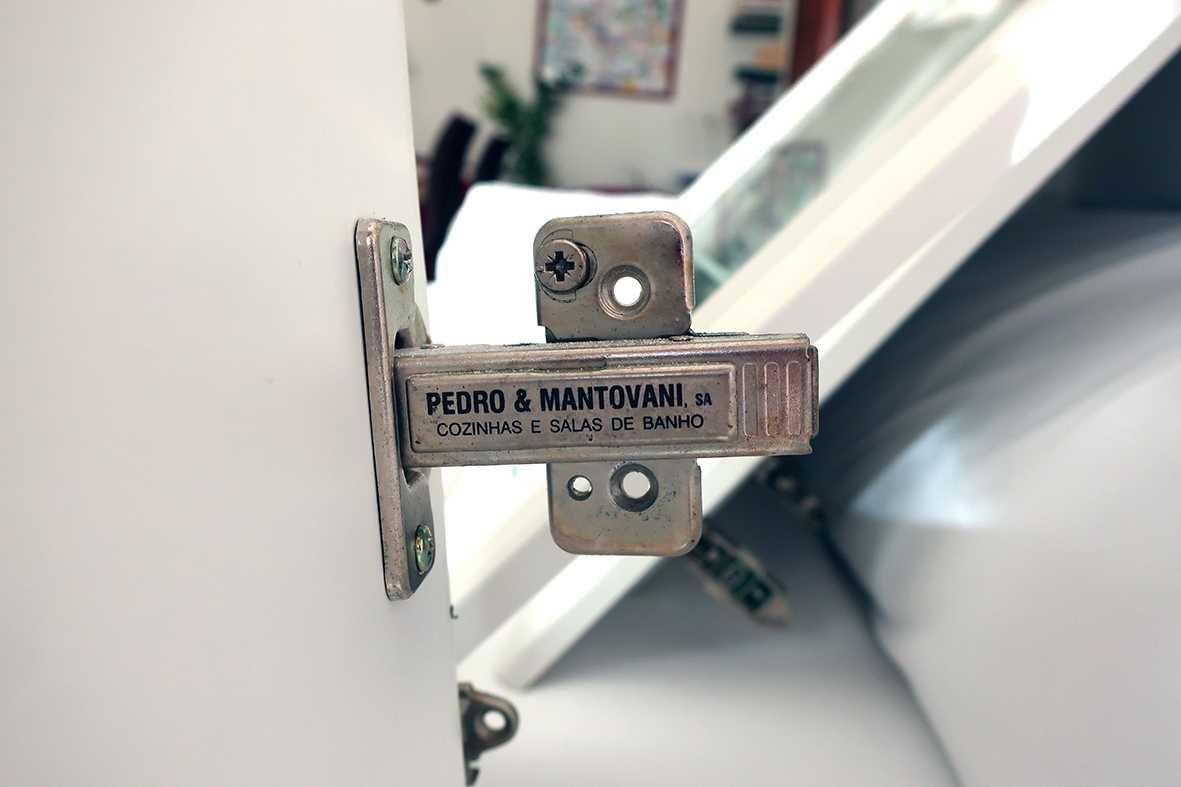 PEDRO & MANTOVANI, SA
COZINHAS E SALAS DE BANHO